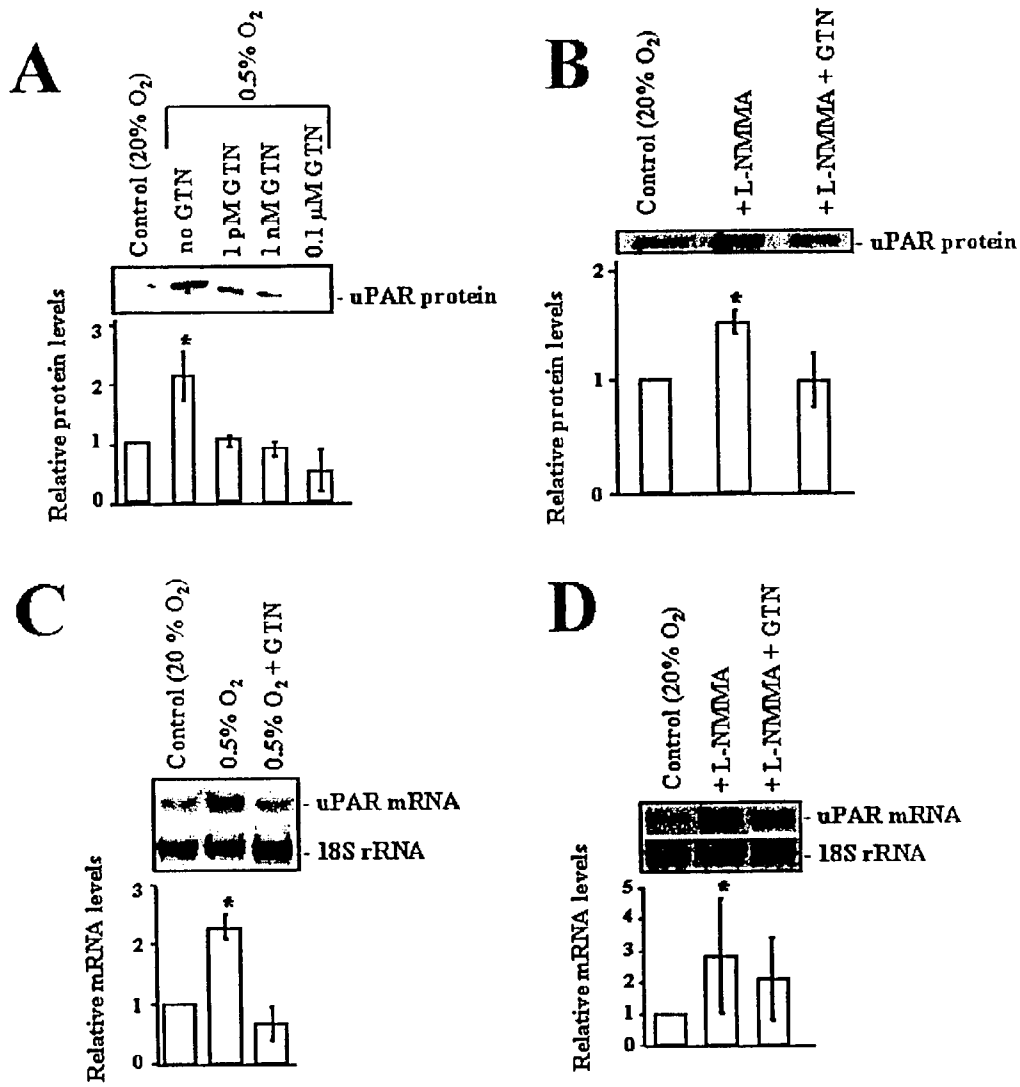 A
Control (20% O2)
0.5% O2
no GTN
1 pM GTN
1 nM GTN
0.1 µM GTN
- uPAR protein
Relative protein levels
3
2
1
0
*
B
Control (20% O2)
+ L-NMMA
+ L-NMMA + GTN
- uPAR protein
Relative protein levels
2
1
0
*
C
Control (20 % O2)
0.5% O2
0.5% O2 + GTN
- uPAR mRNA
- 18S rRNA
Relative mRNA levels
3
2
1
0
*
D
Control (20% O2)
+ L-NMMA
+ L-NMMA + GTN
- uPAR mRNA
- 18S rRNA
Relative mRNA levels
5
4
3
2
1
0
*